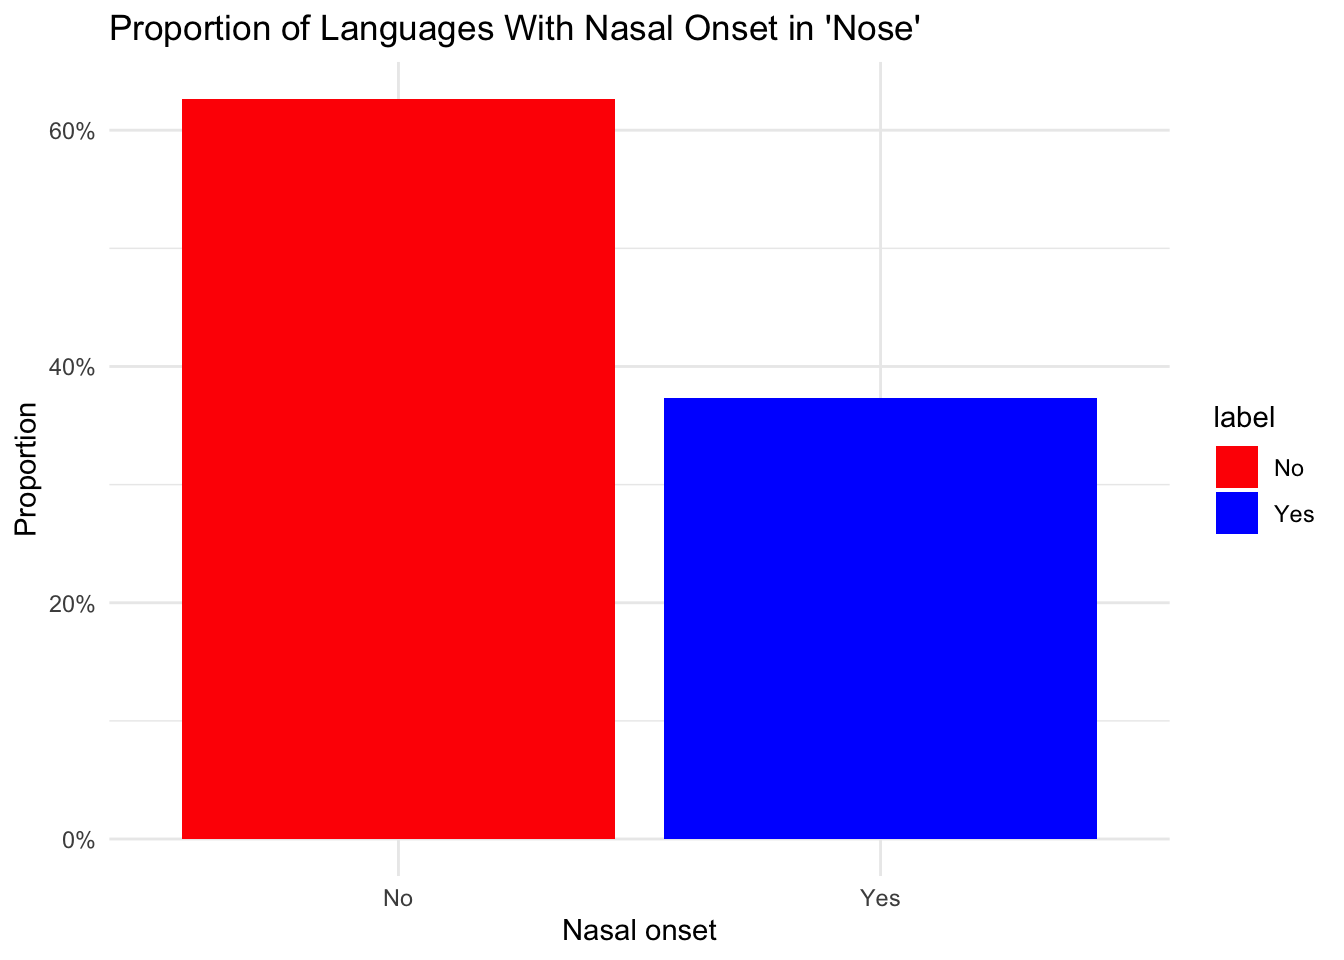 Proportion of Languages With Nasal Onset in 'Nose'
60%
40%
20%
0%
Proportion
No
Yes
Nasal onset
label
No
Yes